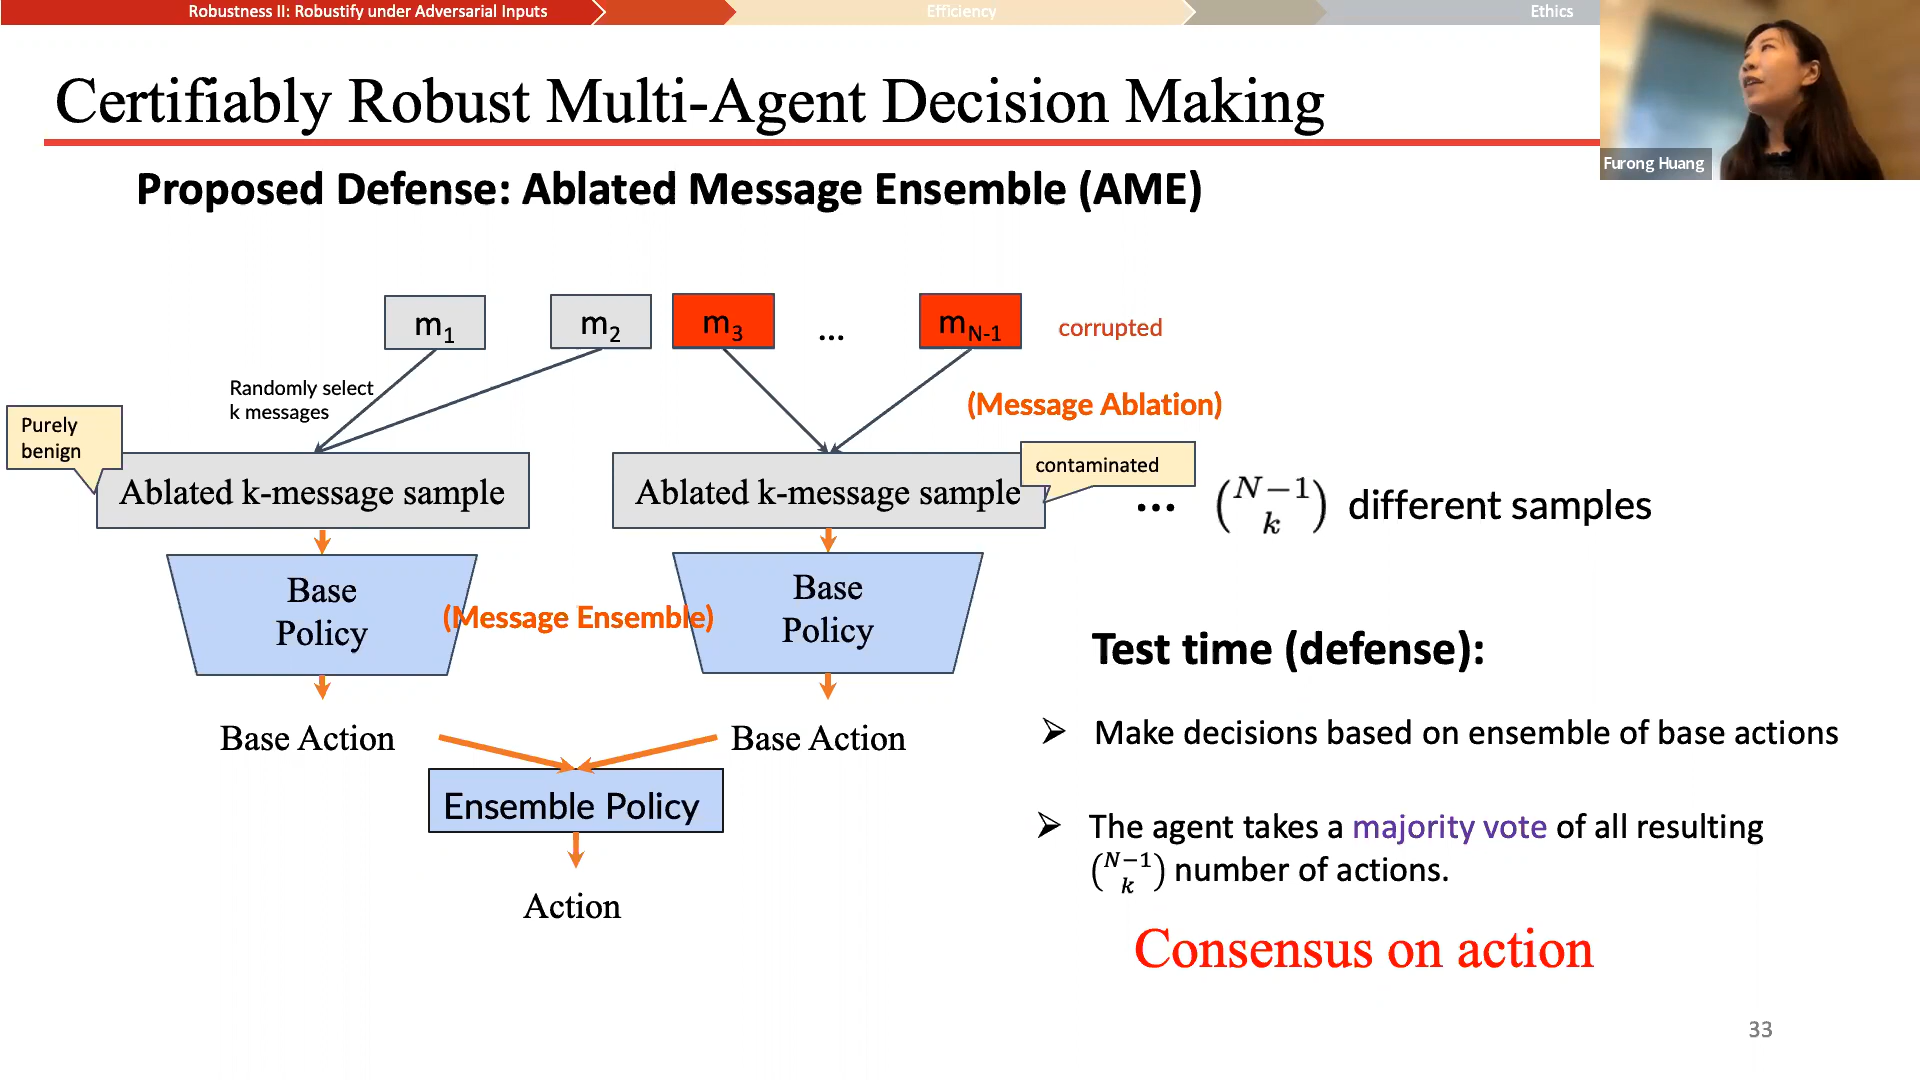 Robustness II: Robustify under Adversarial Inputs
Efficiency
Ethics
Furong Huang
Certifiably Robust Multi-Agent Decision Making
Proposed Defense: Ablated Message Ensemble (AME)
m1
m2
m3
...
mN-1
corrupted
Randomly select
k messages
(Message Ablation)
Purely
benign
contaminated
Ablated k-message sample
Ablated k-message sample
... (N−1 k) different samples
Base
Policy
(Message Ensemble)
Base
Policy
Base Action
Base Action
Ensemble Policy
Action
Test time (defense):
Make decisions based on ensemble of base actions
The agent takes a majority vote of all resulting
(N−1 k) number of actions.
Consensus on action
33